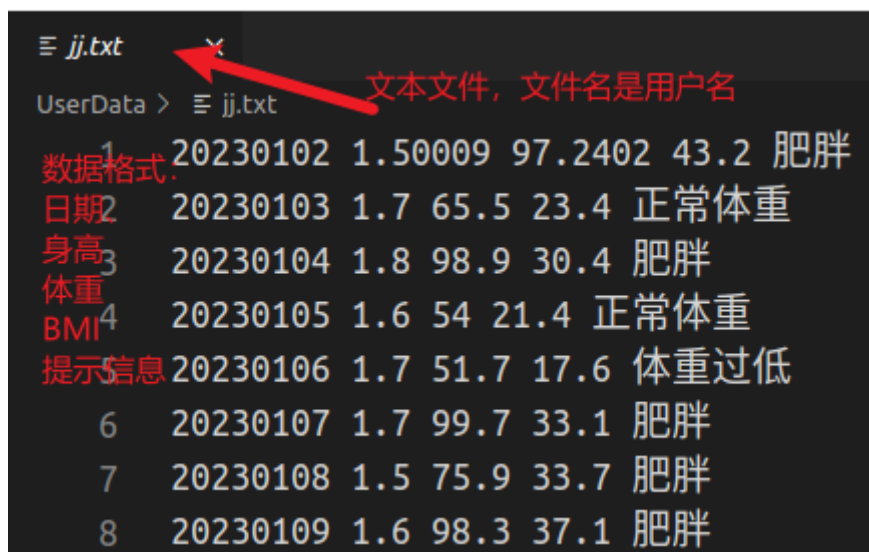 jj.txt
文本文件，文件名是用户名
UserData > jj.txt
1 20230102 1.50009 97.2402 43.2 肥胖
数据格式：
2 20230103 1.7 65.5 23.4 正常体重
日期、
3 20230104 1.8 98.9 30.4 肥胖
身高
体重
4 20230105 1.6 54 21.4 正常体重
BMI
5 20230106 1.7 51.7 17.6 体重过低
提示信息
6 20230107 1.7 99.7 33.1 肥胖
7 20230108 1.5 75.9 33.7 肥胖
8 20230109 1.6 98.3 37.1 肥胖